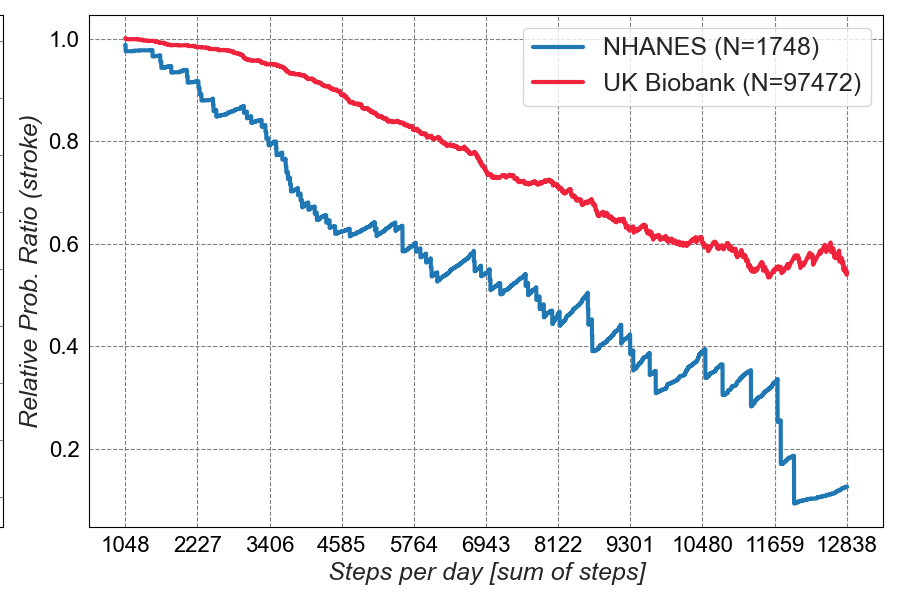 NHANES (N=1748)
UK Biobank (N=97472)
Relative Prob. Ratio (stroke)
1.0
0.8
0.6
0.4
0.2
1048 2227 3406 4585 5764 6943 8122 9301 10480 11659 12838
Steps per day [sum of steps]